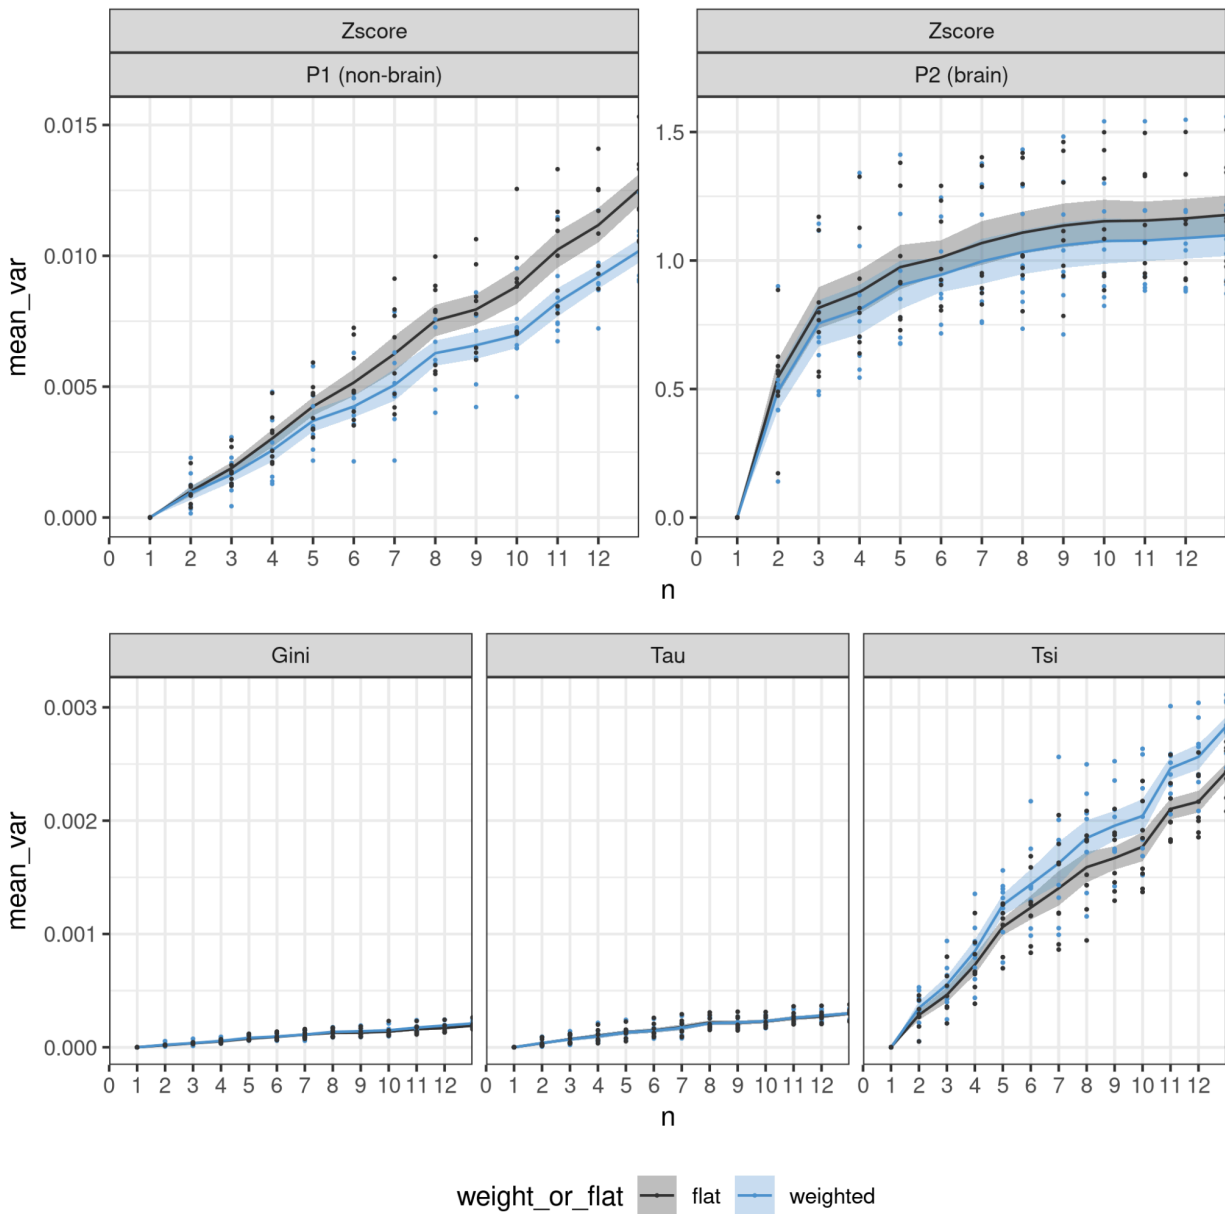 Zscore
Zscore
P1 (non-brain)
P2 (brain)
mean_var
0.015
0.010
0.005
0.000
1.5
1.0
0.5
0.0
0 1 2 3 4 5 6 7 8 9 10 11 12
0 1 2 3 4 5 6 7 8 9 10 11 12
n
Gini
Tau
Tsi
mean_var
0.003
0.002
0.001
0.000
0 1 2 3 4 5 6 7 8 9 10 11 12
0 1 2 3 4 5 6 7 8 9 10 11 12
0 1 2 3 4 5 6 7 8 9 10 11 12
n
weight_or_flat flat weighted